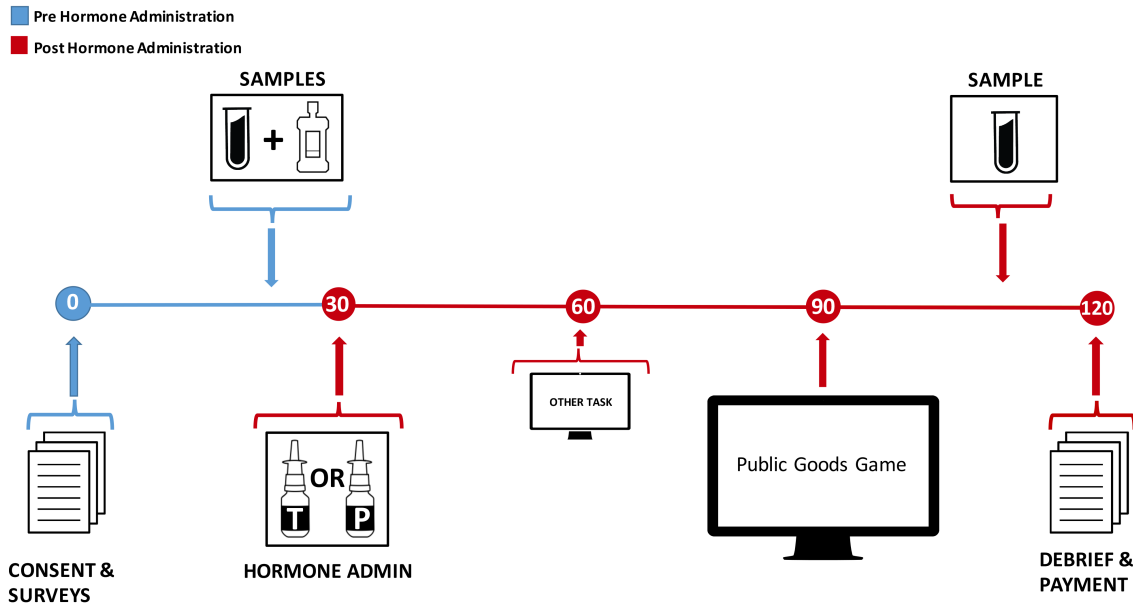 Pre Hormone Administration
Post Hormone Administration
SAMPLES
SAMPLE
0
30
60
90
120
OTHER TASK
Public Goods Game
OR
T
P
CONSENT &
SURVEYS
HORMONE ADMIN
DEBRIEF &
PAYMENT